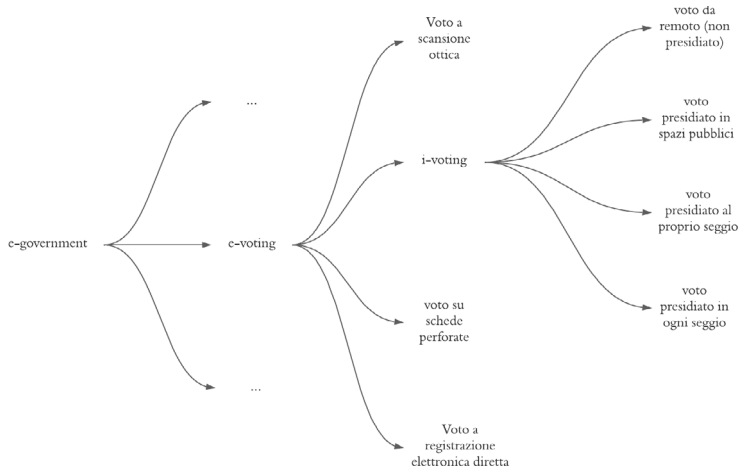 e-government
...
e-voting
...
Voto a
scansione
ottica
i-voting
voto su
schede
perforate
Voto a
registrazione
elettronica diretta
voto da
remoto (non
presidiato)
voto
presidiato in
spazi pubblici
voto
presidiato al
proprio seggio
voto
presidiato in
ogni seggio